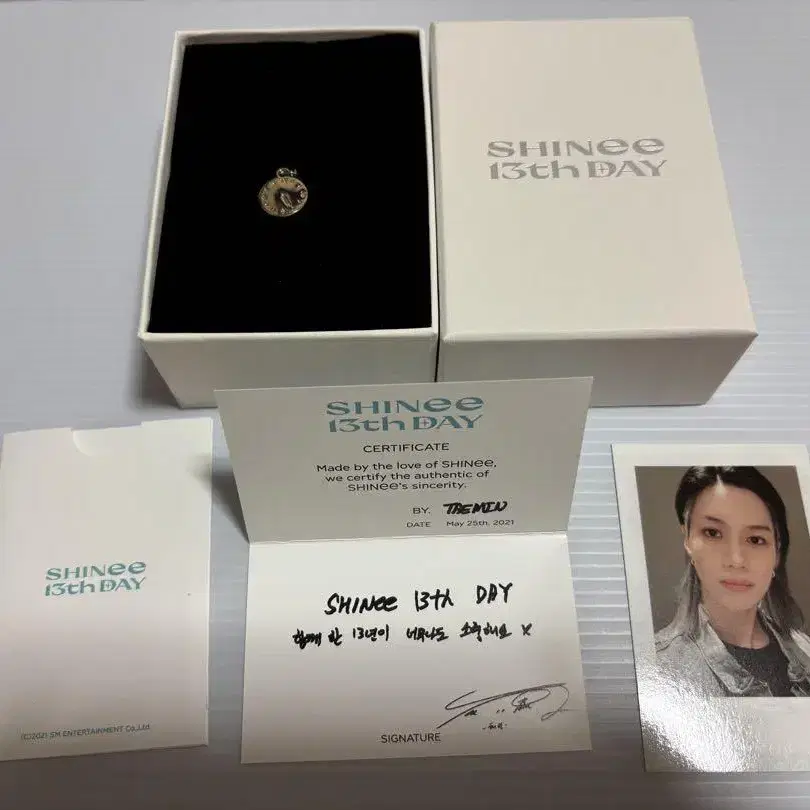 SHINee
13th DAY
SHINee
13th DAY
CERTIFICATE
Made by the love of SHINee,
we certify the authentic of
SHINee's sincerity.
BY. TAEMIN
DATE May 25th, 2021
SHINee 13th DAY
함께 한 13년이 너무나도 소중해요 x
SIGNATURE
SHINee
13th DAY
(C)2021 SM ENTERTAINMENT Co.,Ltd.